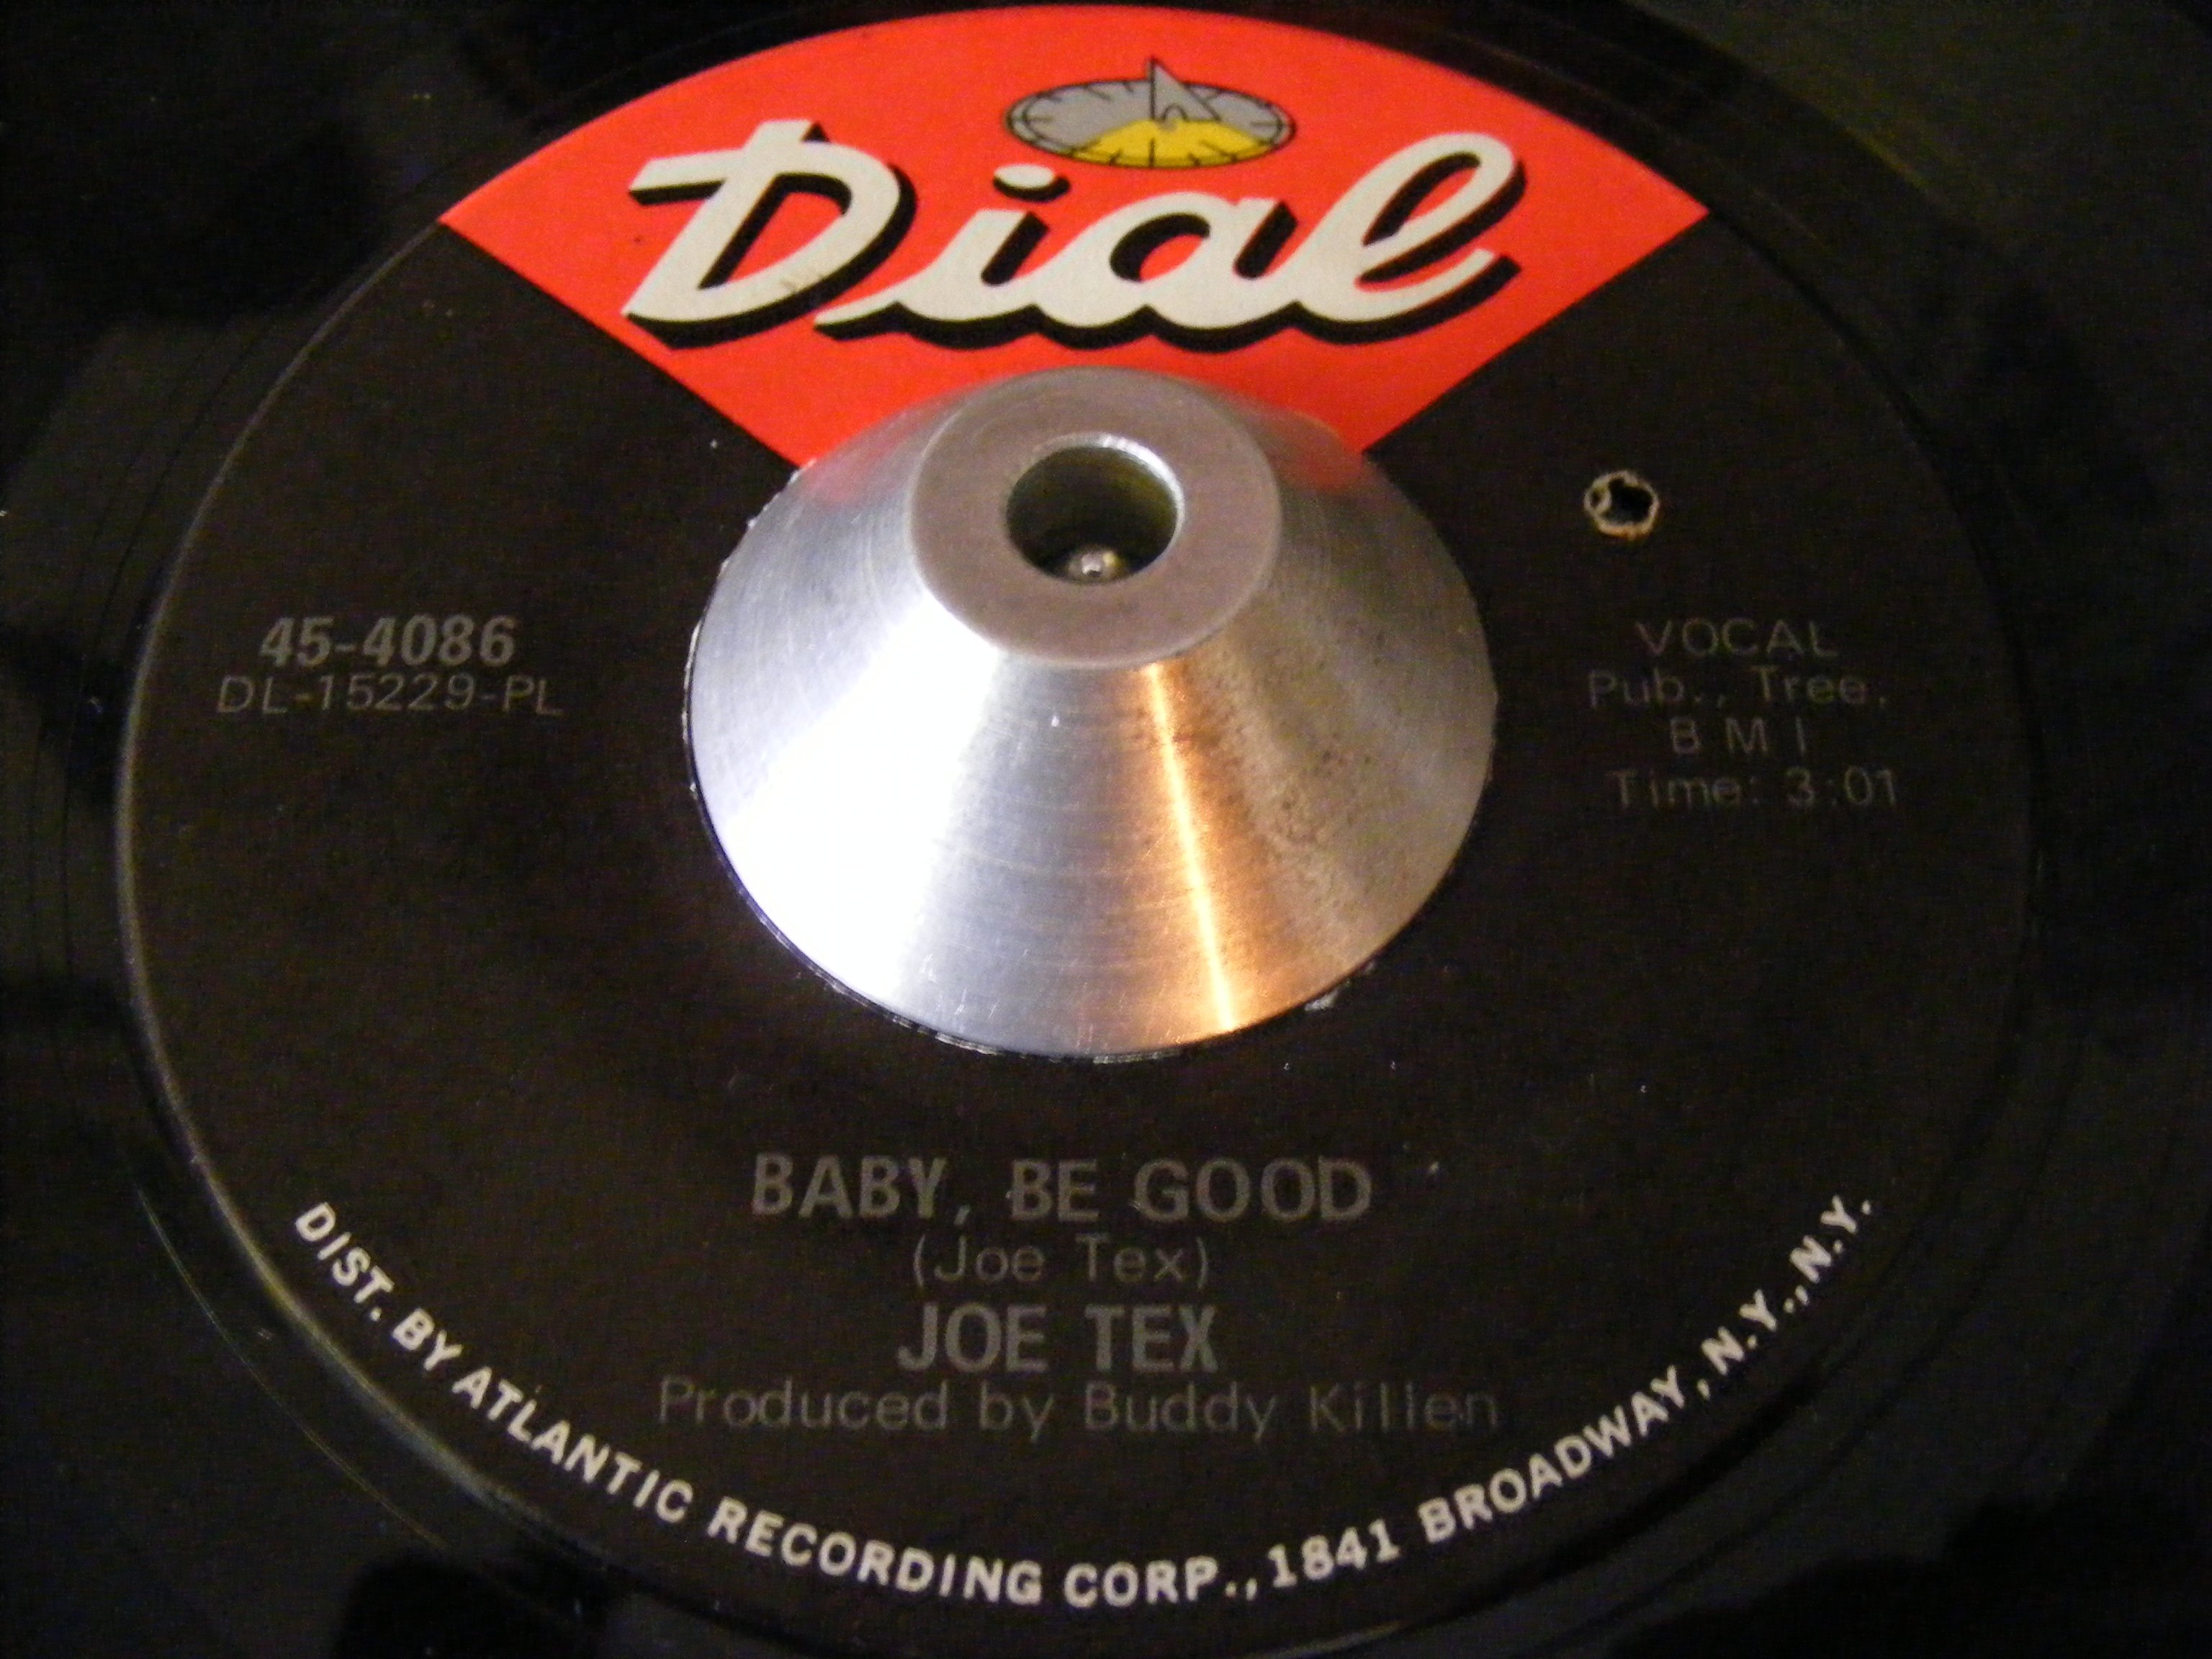 Dial
45-4086
DL-15229-PL
VOCAL
Pub., Tree,
B M I
Time: 3:01
BABY, BE GOOD
(Joe Tex)
JOE TEX
Produced by Buddy Killen
DIST. BY ATLANTIC RECORDING CORP., 1841 BROADWAY, N.Y., N.Y.